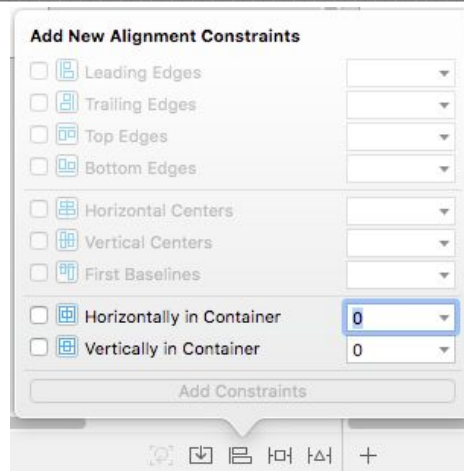 Add New Alignment Constraints
Leading Edges
Trailing Edges
Top Edges
Bottom Edges
Horizontal Centers
Vertical Centers
First Baselines
Horizontally in Container 0
Vertically in Container 0
Add Constraints